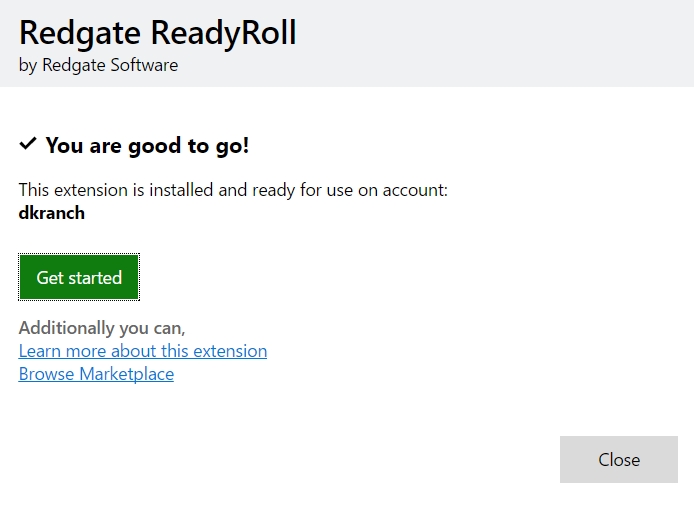 Redgate ReadyRoll
by Redgate Software
✓ You are good to go!
This extension is installed and ready for use on account:
dkranch
Get started
Additionally you can,
Learn more about this extension
Browse Marketplace
Close